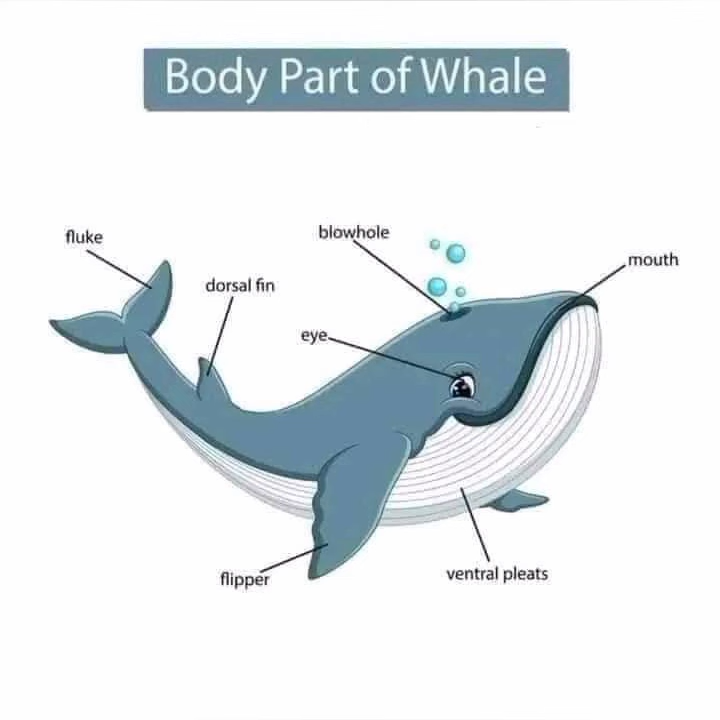 Body Part of Whale
fluke
blowhole
mouth
dorsal fin
eye
flipper
ventral pleats